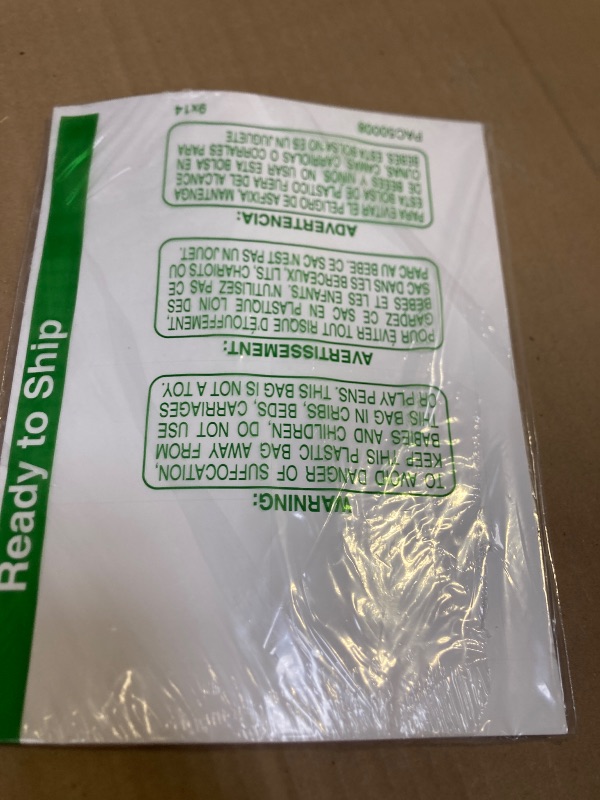 Ready to Ship
WARNING:
TO AVOID DANGER OF SUFFOCATION,
KEEP THIS PLASTIC BAG AWAY FROM
BABIES AND CHILDREN, DO NOT USE
THIS BAG IN CRIBS, BEDS, CARRIAGES
OR PLAY PENS. THIS BAG IS NOT A TOY.
AVERTISSEMENT:
POUR ÉVITER TOUT RISQUE D'ÉTOUFFEMENT,
GARDEZ CE SAC EN PLASTIQUE LOIN DES
BÉBÉS ET LES ENFANTS. N'UTILISEZ PAS CE
SAC DANS LES BERCEAUX, LITS, CHARIOTS OU
PARC AU BEBE. CE SAC N'EST PAS UN JOUET.
ADVERTENCIA:
PARA EVITAR EL PELIGRO DE ASFIXIA, MANTENGA
ESTA BOLSA DE PLASTICO FUERA DEL ALCANCE
DE BEBES Y NINOS. NO USAR ESTA BOLSA EN
CUNAS, CAMAS, CARRIOLAS O CORRALES PARA
BEBES. ESTA BOLSA NO ES UN JUGUETE
PAC50006
9x14